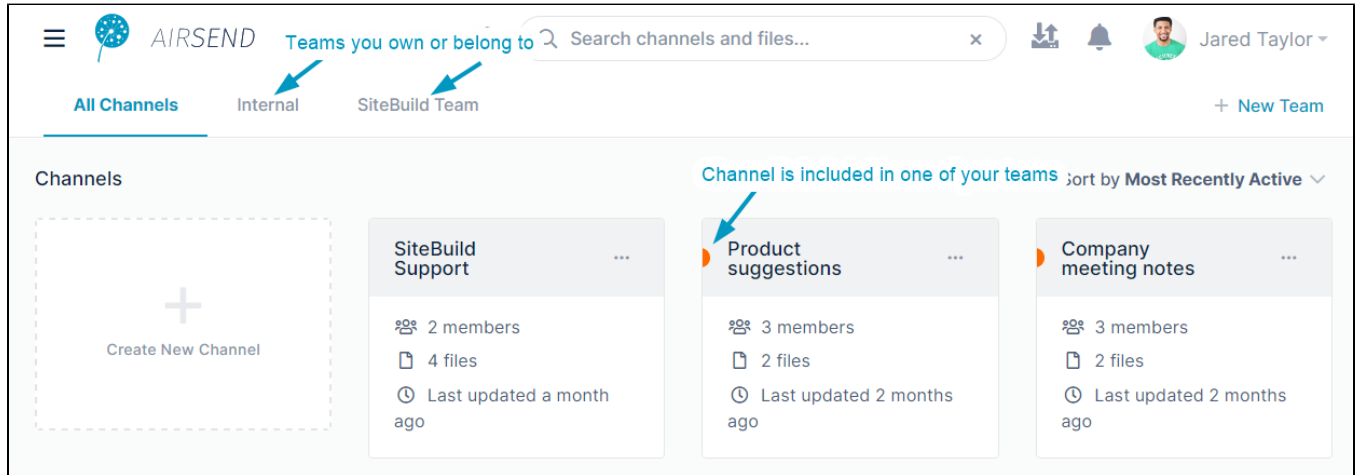 AIRSEND
Teams you own or belong to
Search channels and files...
Jared Taylor
All Channels
Internal
SiteBuild Team
+ New Team
Channels
Channel is included in one of your teams
Sort by Most Recently Active
Create New Channel
SiteBuild
Support
2 members
4 files
Last updated a month
ago
Product
suggestions
3 members
2 files
Last updated 2 months
ago
Company
meeting notes
3 members
2 files
Last updated 2 months
ago